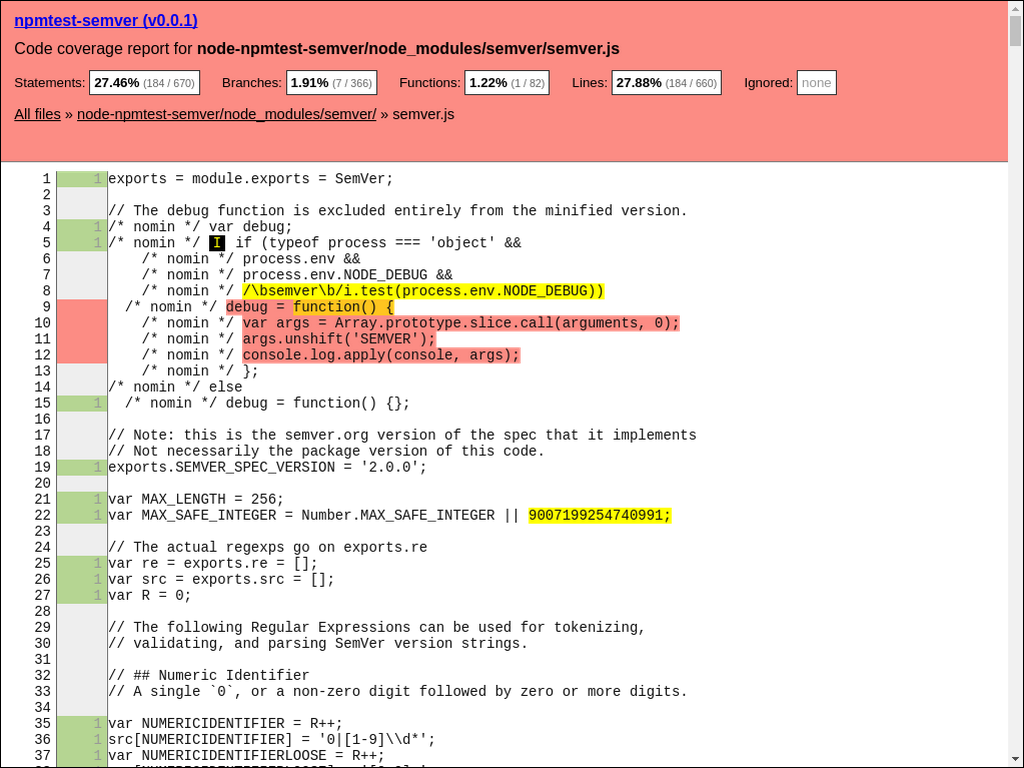 npmtest-semver (v0.0.1)
Code coverage report for node-npmtest-semver/node_modules/semver/semver.js
Statements: 27.46% (184 / 670) Branches: 1.91% (7 / 366) Functions: 1.22% (1 / 82) Lines: 27.88% (184 / 660) Ignored: none
All files » node-npmtest-semver/node_modules/semver/ » semver.js
1 1 exports = module.exports = SemVer;
2
3 // The debug function is excluded entirely from the minified version.
4 1 /* nomin */ var debug;
5 1 /* nomin */ I if (typeof process === 'object' &&
6 /* nomin */ process.env &&
7 /* nomin */ process.env.NODE_DEBUG &&
8 /* nomin */ /\bsemver\b/i.test(process.env.NODE_DEBUG))
9 /* nomin */ debug = function() {
10 /* nomin */ var args = Array.prototype.slice.call(arguments, 0);
11 /* nomin */ args.unshift('SEMVER');
12 /* nomin */ console.log.apply(console, args);
13 /* nomin */ };
14 /* nomin */ else
15 1 /* nomin */ debug = function() {};
16
17 // Note: this is the semver.org version of the spec that it implements
18 // Not necessarily the package version of this code.
19 1 exports.SEMVER_SPEC_VERSION = '2.0.0';
20
21 1 var MAX_LENGTH = 256;
22 1 var MAX_SAFE_INTEGER = Number.MAX_SAFE_INTEGER || 9007199254740991;
23
24 // The actual regexps go on exports.re
25 1 var re = exports.re = [];
26 1 var src = exports.src = [];
27 1 var R = 0;
28
29 // The following Regular Expressions can be used for tokenizing,
30 // validating, and parsing SemVer version strings.
31
32 // ## Numeric Identifier
33 // A single `0`, or a non-zero digit followed by zero or more digits.
34
35 1 var NUMERICIDENTIFIER = R++;
36 1 src[NUMERICIDENTIFIER] = '0|[1-9]\\d*';
37 1 var NUMERICIDENTIFIERLOOSE = R++;